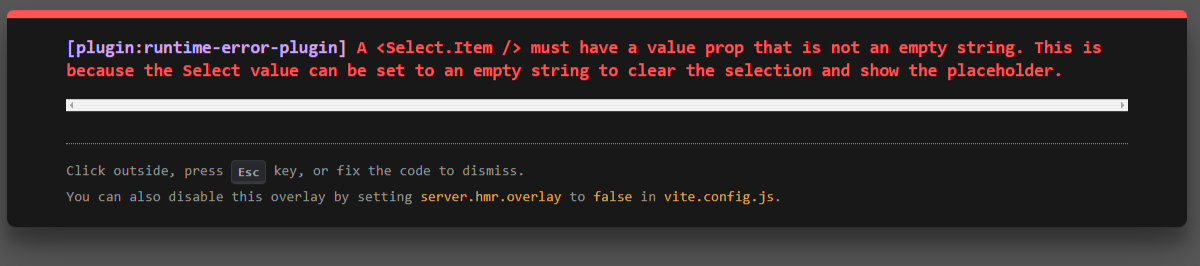 [plugin:runtime-error-plugin] A <Select.Item /> must have a value prop that is not an empty string. This is
because the Select value can be set to an empty string to clear the selection and show the placeholder.
Click outside, press Esc key, or fix the code to dismiss.
You can also disable this overlay by setting server.hmr.overlay to false in vite.config.js.